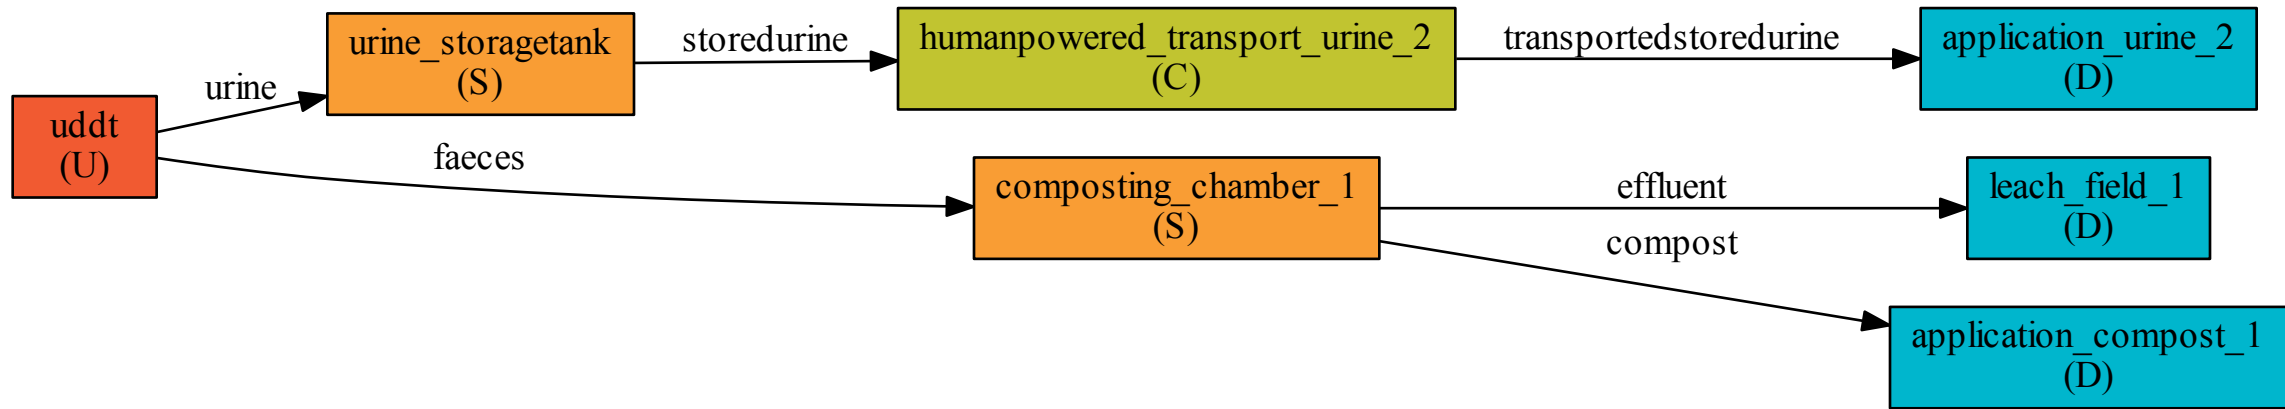 uddt
(U)
urine
urine_storagetank
(S)
storedurine
humanpowered_transport_urine_2
(C)
transportedstoredurine
application_urine_2
(D)
faeces
composting_chamber_1
(S)
effluent
leach_field_1
(D)
compost
application_compost_1
(D)